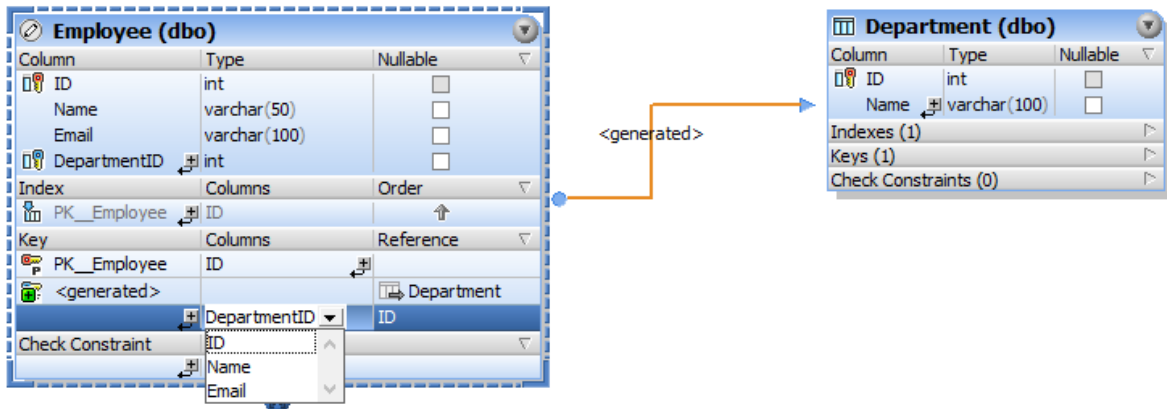 Employee (dbo)
Column Type Nullable
ID int
Name varchar(50)
Email varchar(100)
DepartmentID int
Index Columns Order
PK__Employee ID
Key Columns Reference
P PK__Employee ID
<generated> Department
DepartmentID ID
Check Constraint ID
Name
Email
<generated>
Department (dbo)
Column Type Nullable
ID int
Name varchar(100)
Indexes (1)
Keys (1)
Check Constraints (0)